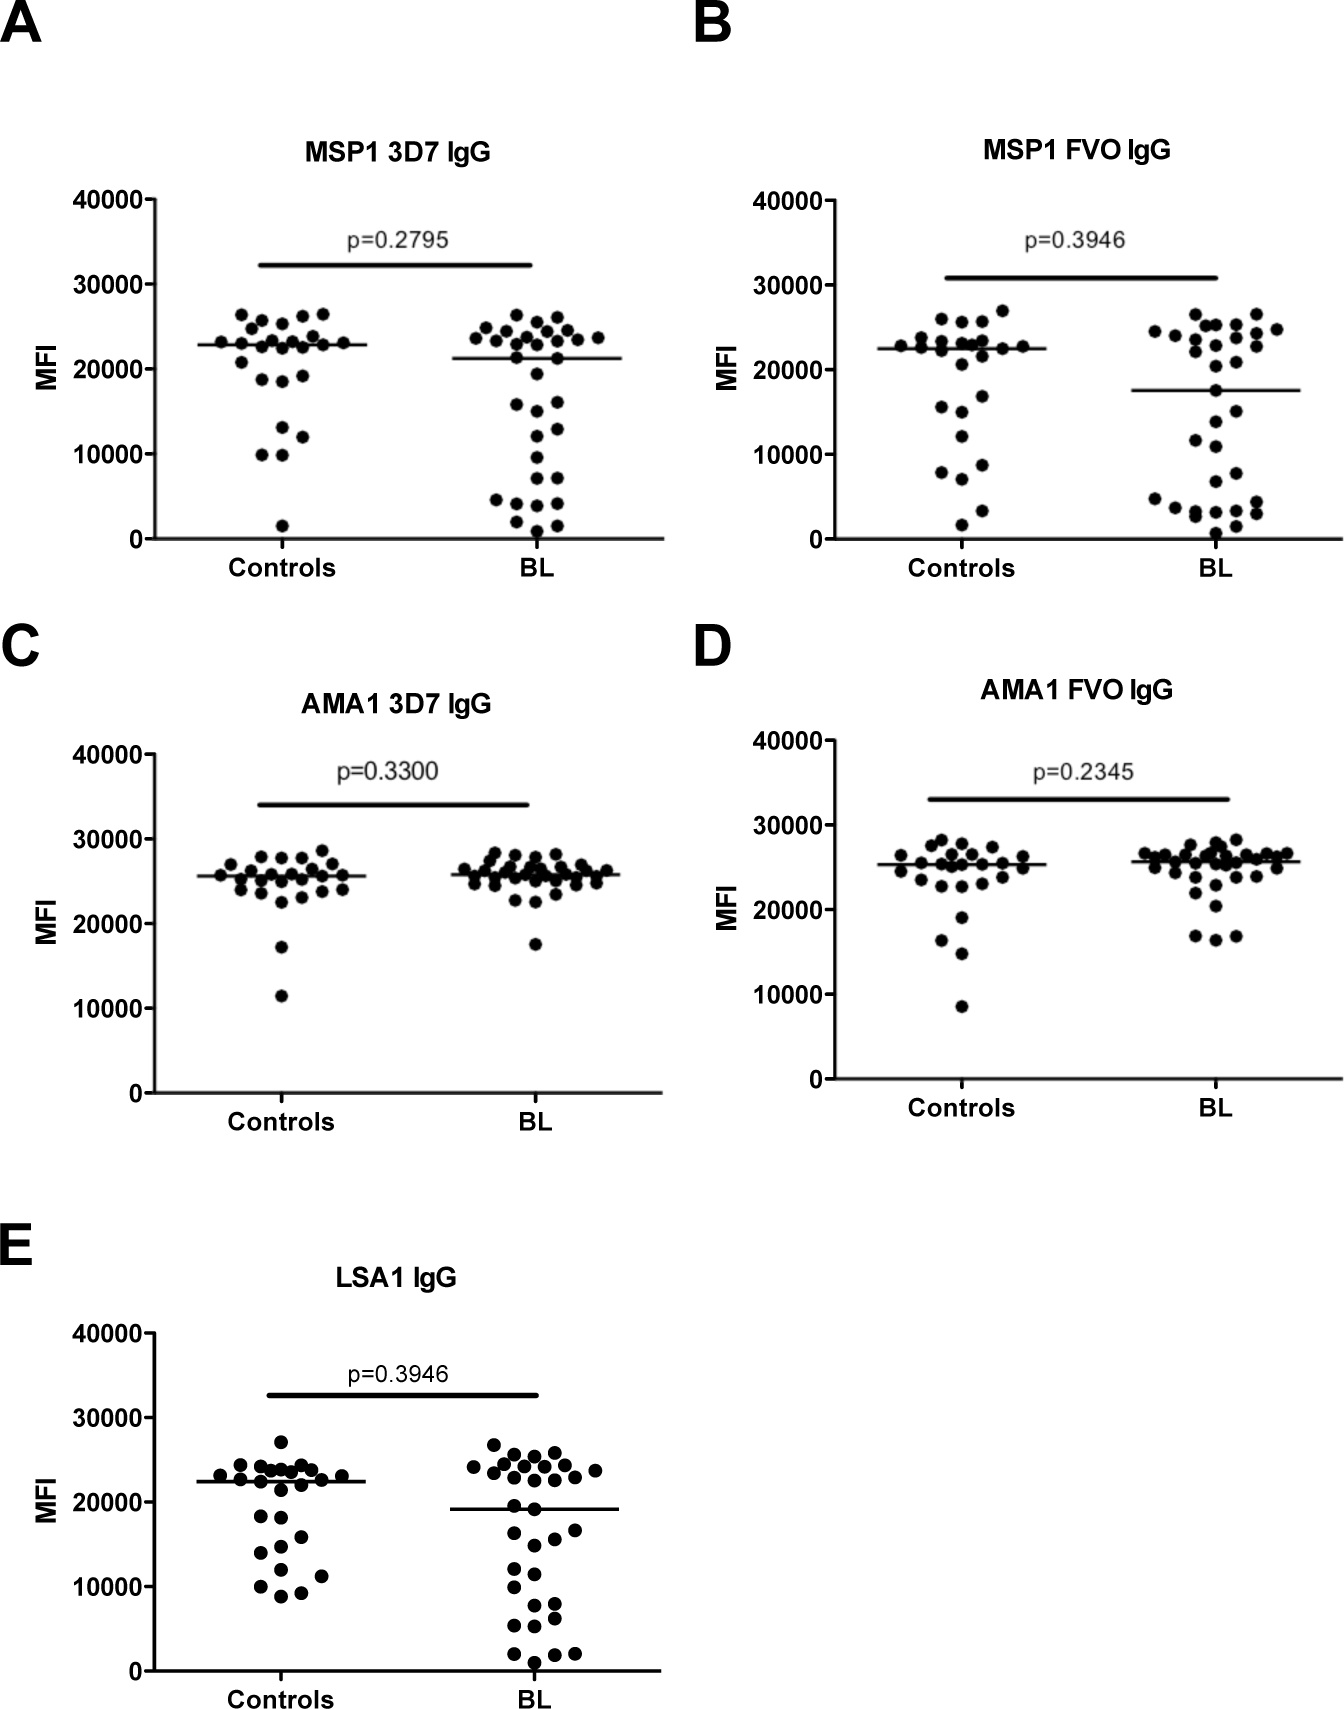 A
MSP1 3D7 IgG
40000
30000
20000
10000
0
MFI
p=0.2795
Controls
BL
B
MSP1 FVO IgG
40000
30000
20000
10000
0
MFI
p=0.3946
Controls
BL
C
AMA1 3D7 IgG
40000
30000
20000
10000
0
MFI
p=0.3300
Controls
BL
D
AMA1 FVO IgG
40000
30000
20000
10000
0
MFI
p=0.2345
Controls
BL
E
LSA1 IgG
40000
30000
20000
10000
0
MFI
p=0.3946
Controls
BL